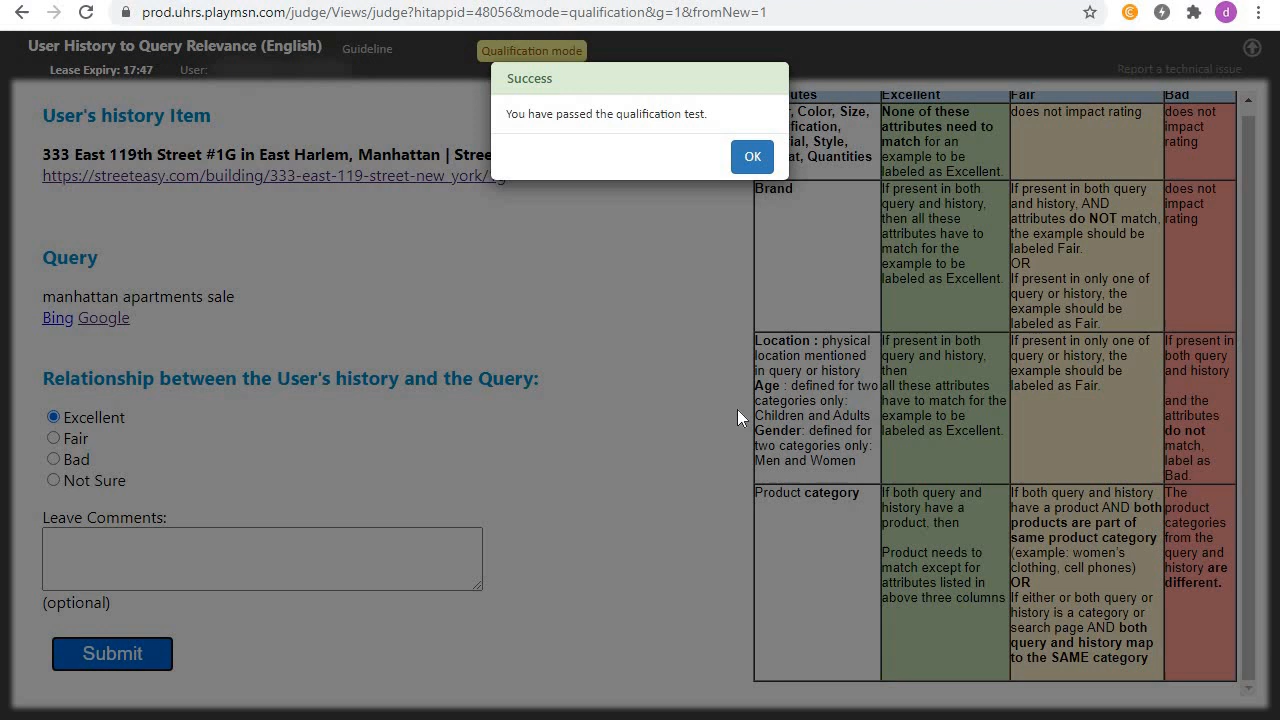 prod.uhrs.playmsn.com/judge/Views/judge?hitappid=48056&mode=qualification&g=1&fromNew=1
d
User History to Query Relevance (English)
Guideline
Qualification mode
Lease Expiry: 17:47
User:
Report a technical issue
Success
You have passed the qualification test.
OK
User's history Item
333 East 119th Street #1G in East Harlem, Manhattan |
https://streeteasy.com/building/333-east-119-street-new_york/
Query
manhattan apartments sale
Bing Google
Relationship between the User's history and the Query:
Excellent
Fair
Bad
Not Sure
Leave Comments:
(optional)
Submit
Excellent
Fair
Bad
Color, Size,
Quantities
None of these
attributes need to
match for an
example to be
labeled as Excellent.
does not impact rating
does not
impact
rating
Brand
If present in both
query and history,
then all these
attributes have to
match for the
example to be
labeled as Excellent.
If present in both query
and history, AND
attributes do NOT match,
the example should be
labeled Fair.
OR
If present in only one of
query or history, the
example should be
labeled as Fair.
does not
impact
rating
Location : physical
location mentioned
in query or history
Age : defined for two
categories only:
Children and Adults
Gender: defined for
two categories only:
Men and Women
If present in both
query and history,
then
all these attributes
have to match for the
example to be
labeled as Excellent.
If present in only one of
query or history, the
example should be
labeled as Fair.
If present in
both query
and history
and the
attributes
do not
match,
label as
Bad.
Product category
If both query and
history have a
product, then
Product needs to
match except for
attributes listed in
above three columns
If both query and history
have a product AND both
products are part of
same product category
(example: women's
clothing, cell phones)
OR
If either or both query or
history is a category or
search page AND both
query and history map
to the SAME category
The
product
categories
from the
query and
history are
different.